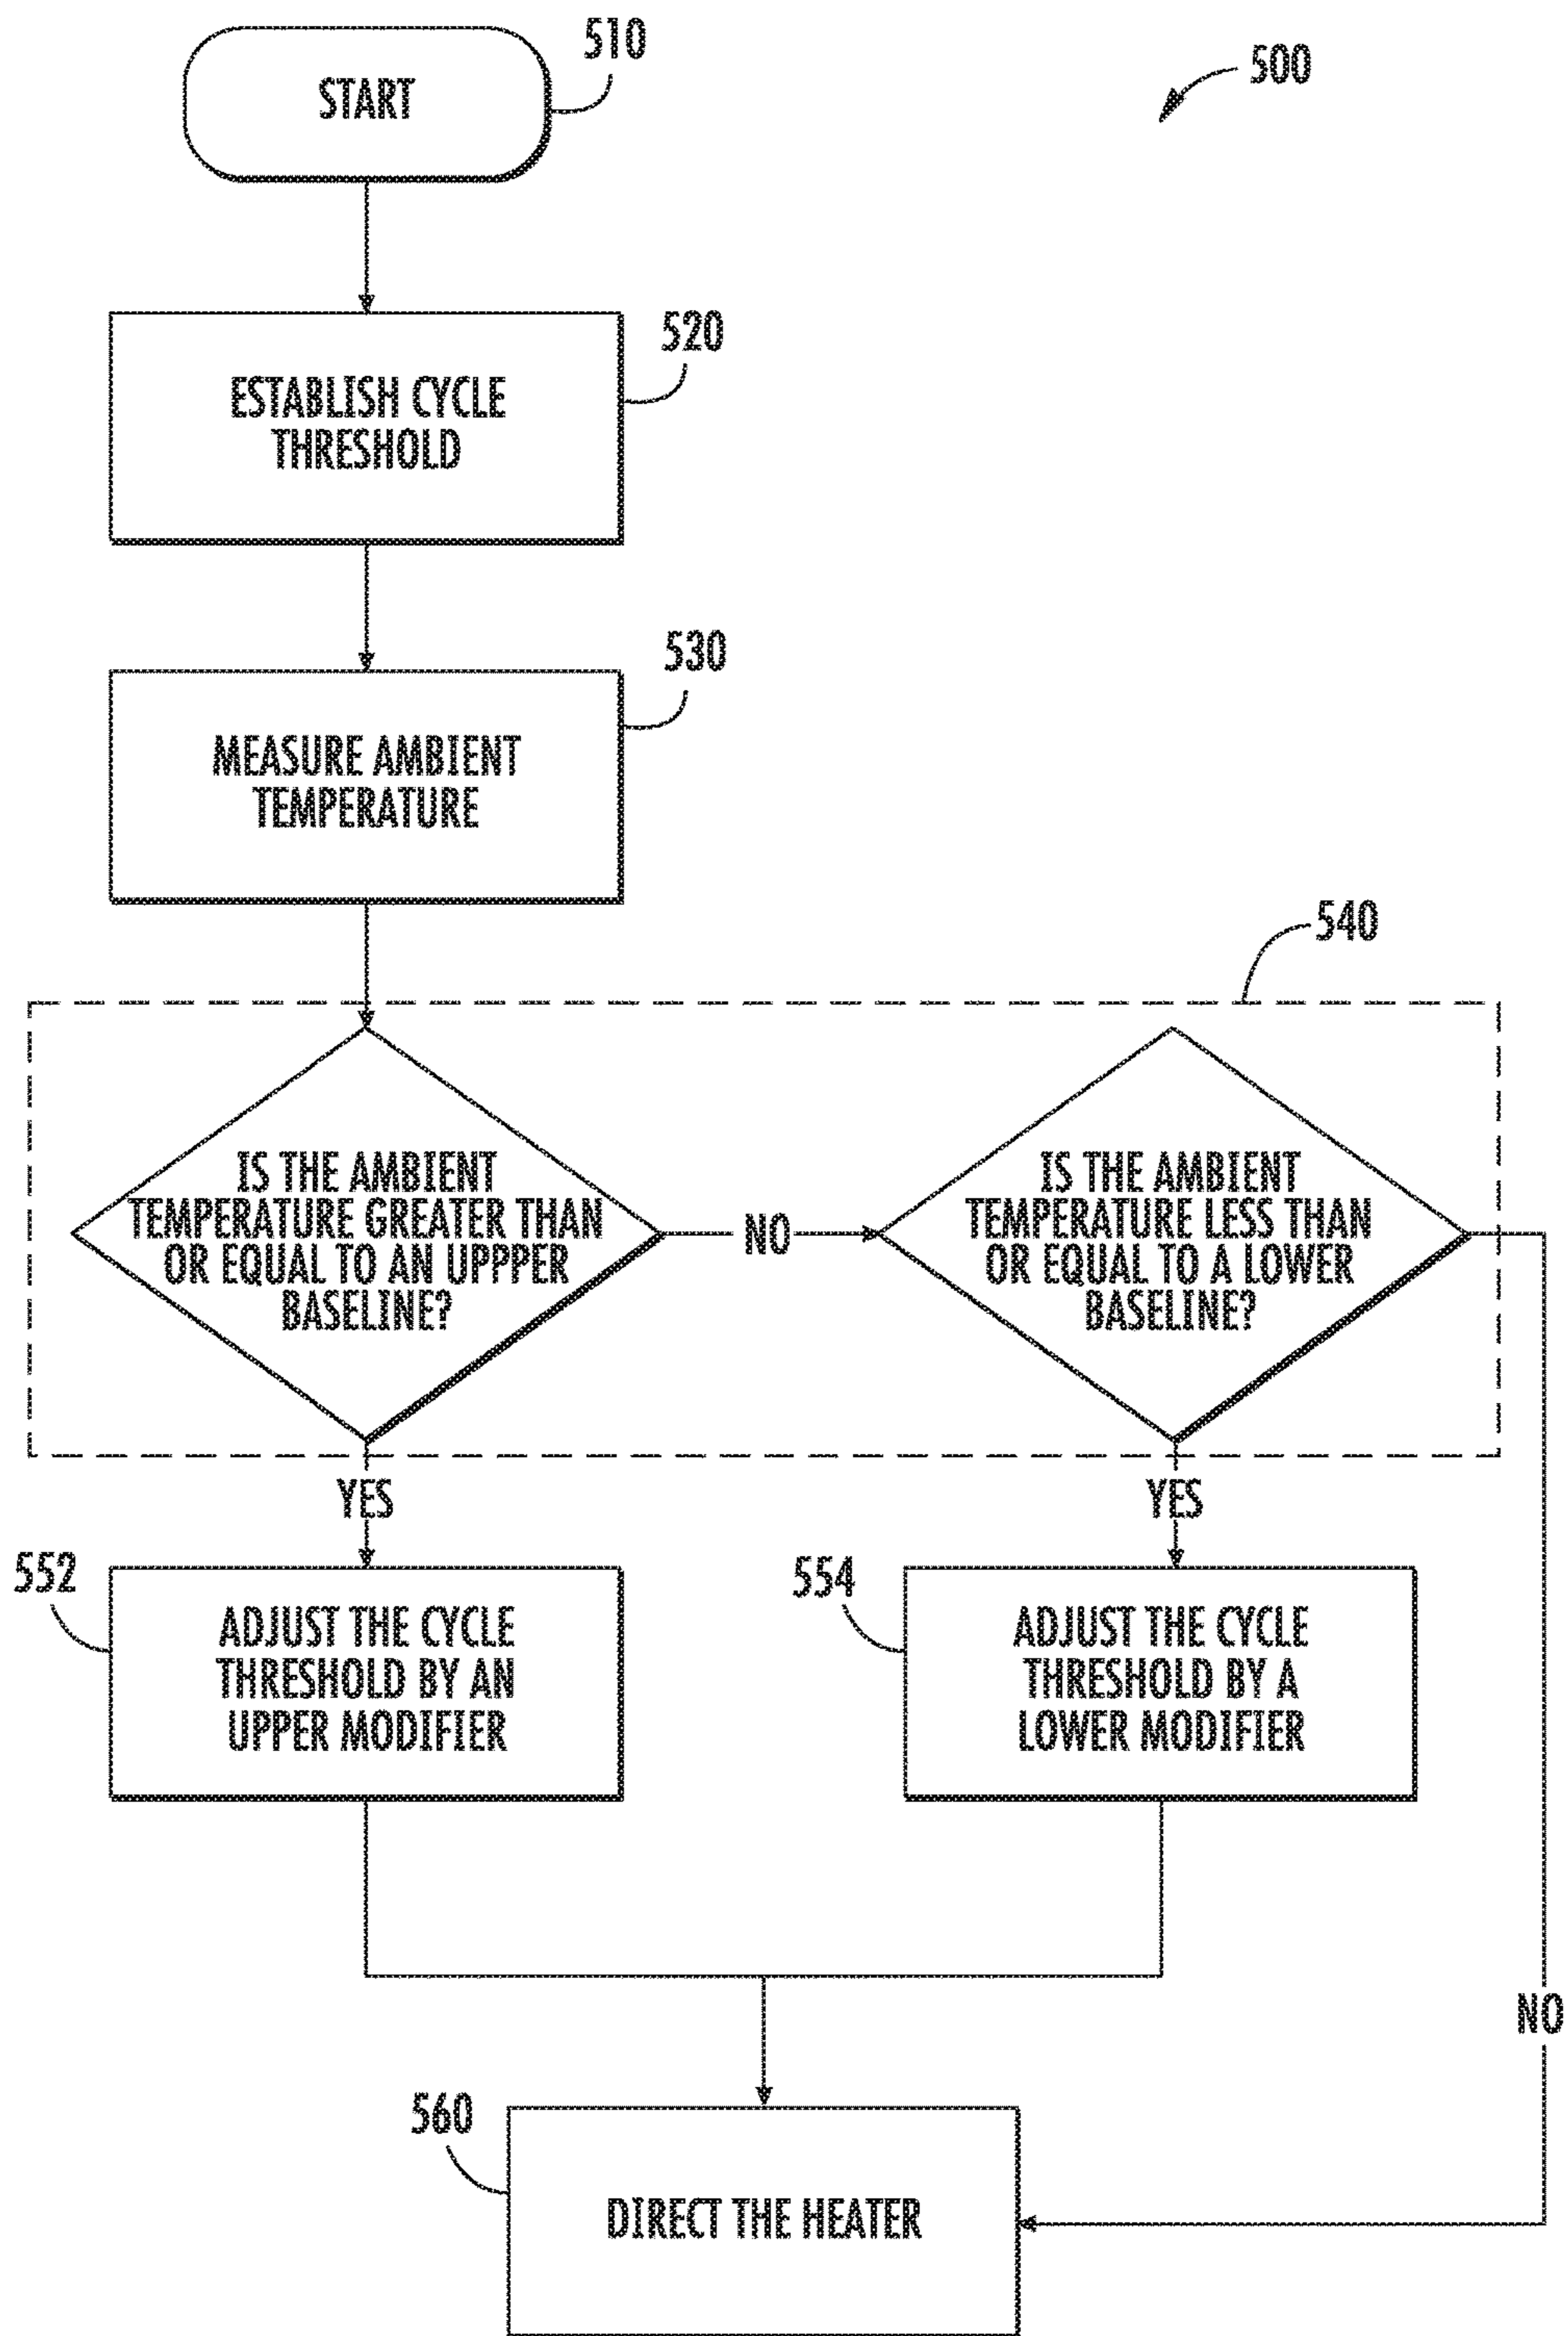 510
START
500
520
ESTABLISH CYCLE
THRESHOLD
530
MEASURE AMBIENT
TEMPERATURE
540
IS THE AMBIENT
TEMPERATURE GREATER THAN
OR EQUAL TO AN UPPPER
BASELINE?
NO
IS THE AMBIENT
TEMPERATURE LESS THAN
OR EQUAL TO A LOWER
BASELINE?
YES
YES
552
ADJUST THE CYCLE
THRESHOLD BY AN
UPPER MODIFIER
554
ADJUST THE CYCLE
THRESHOLD BY A
LOWER MODIFIER
NO
560
DIRECT THE HEATER